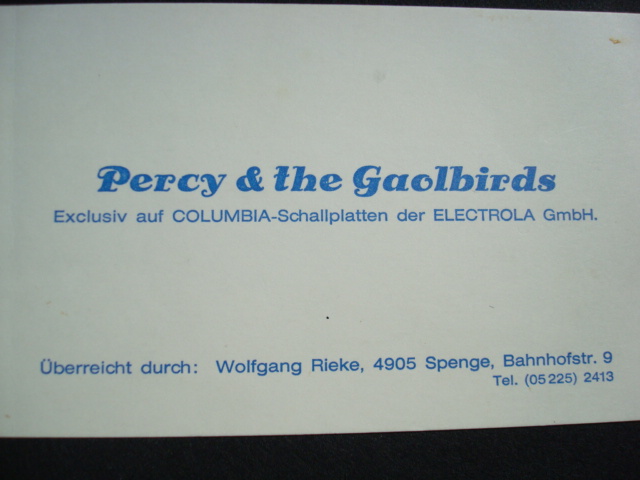 Percy & the Gaolbirds
Exclusiv auf COLUMBIA-Schallplatten der ELECTROLA GmbH.
Überreicht durch: Wolfgang Rieke, 4905 Spenge, Bahnhofstr. 9
Tel. (05225) 2413